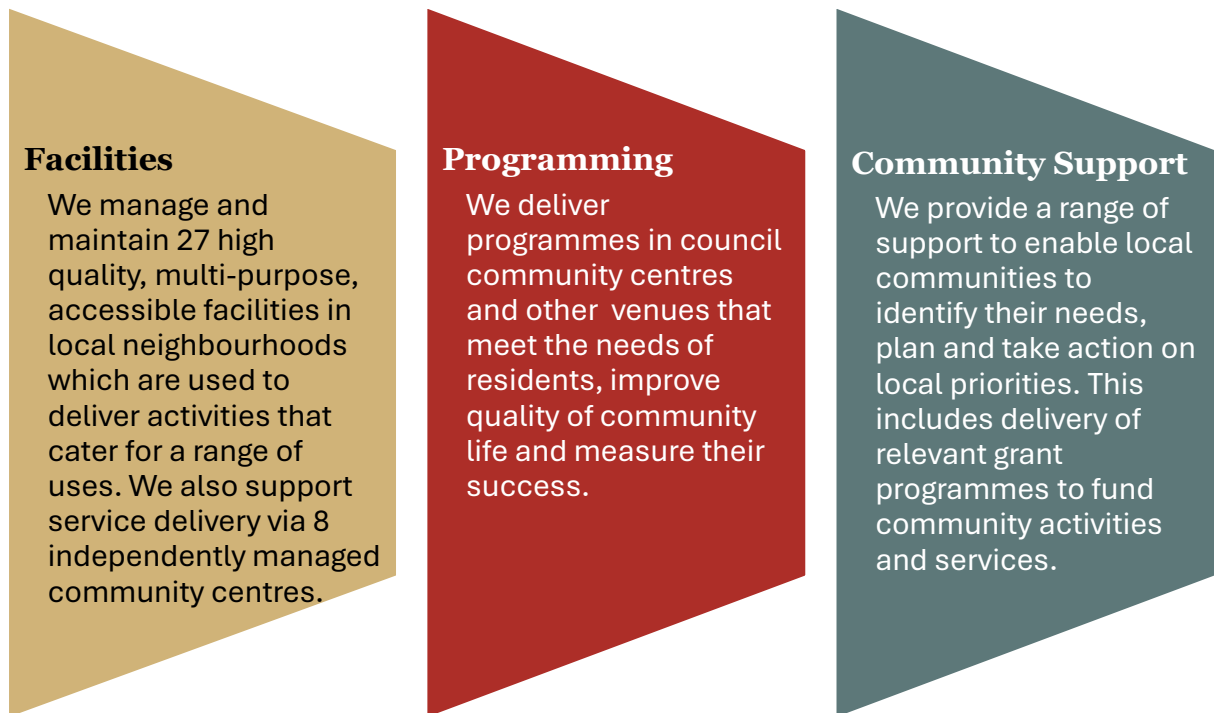 Facilities
We manage and
maintain 27 high
quality, multi-purpose,
accessible facilities in
local neighbourhoods
which are used to
deliver activities that
cater for a range of
uses. We also support
service delivery via 8
independently managed
community centres.
Programming
We deliver
programmes in council
community centres
and other  venues that
meet the needs of
residents, improve
quality of community
life and measure their
success.
Community Support
We provide a range of
support to enable local
communities to
identify their needs,
plan and take action on
local priorities. This
includes delivery of
relevant grant
programmes to fund
community activities
and services.